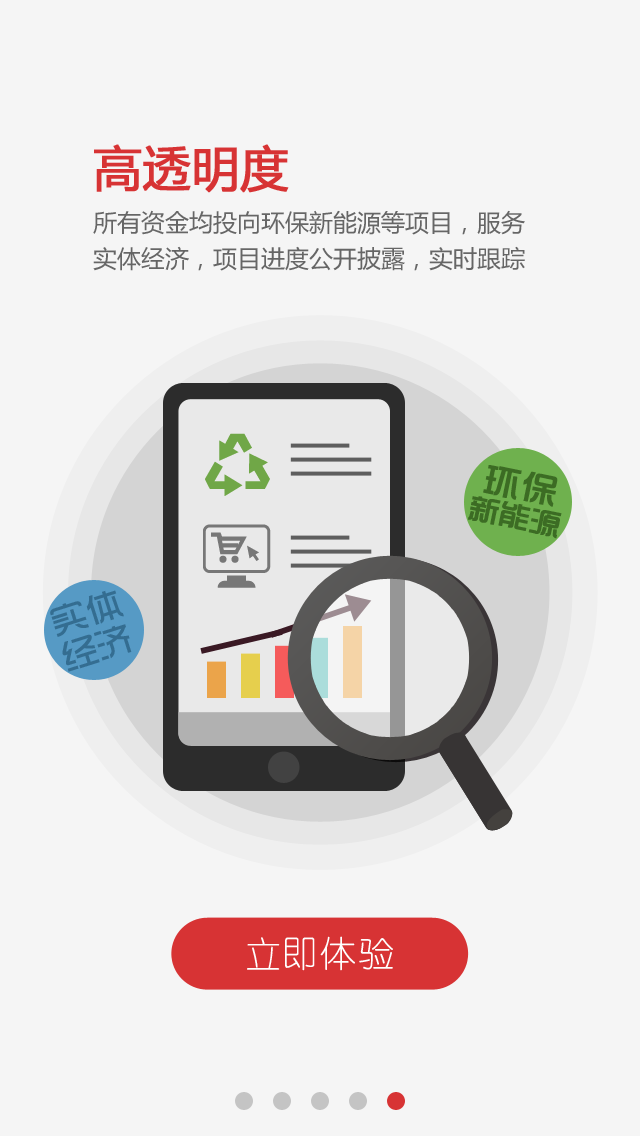 高透明度
所有资金均投向环保新能源等项目，服务
实体经济，项目进度公开披露，实时跟踪
环保
新能源
实体
经济
立即体验